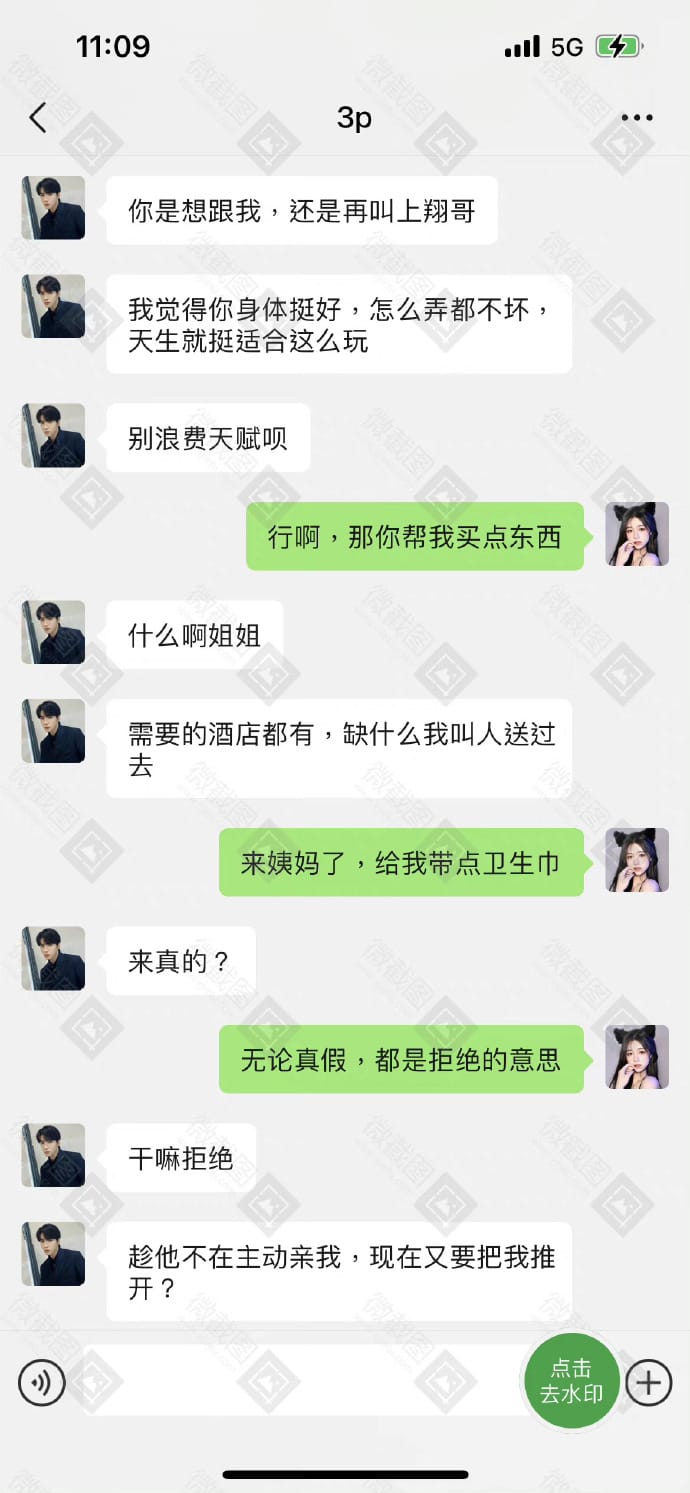 11:09
5G
3p
你是想跟我，还是再叫上翔哥
我觉得你身体挺好，怎么弄都不坏，
天生就挺适合这么玩
别浪费天赋呗
行啊，那你帮我买点东西
什么啊姐姐
需要的酒店都有，缺什么我叫人送过
去
来姨妈了，给我带点卫生巾
来真的？
无论真假，都是拒绝的意思
干嘛拒绝
趁他不在主动亲我，现在又要把我推
开？
点击
去水印
微截图